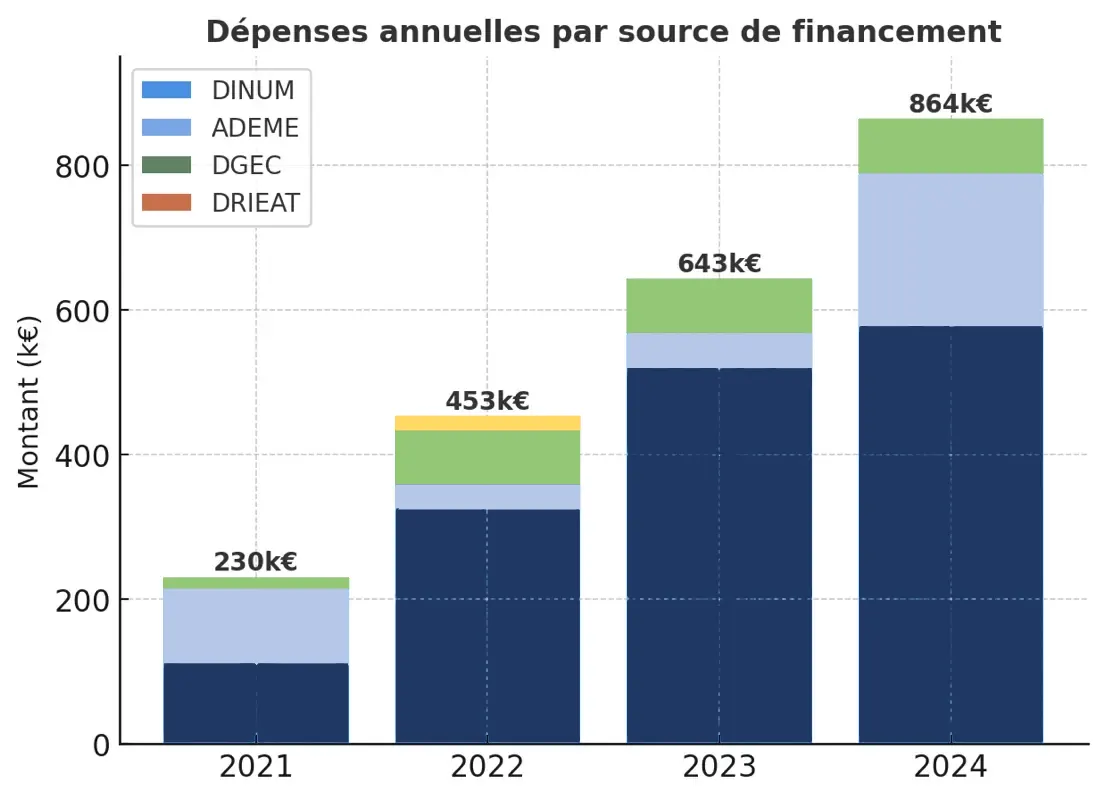 Dépenses annuelles par source de financement
DINUM
ADEME
DGEC
DRIEAT
Montant (k€)
800
600
400
200
0
230k€
453k€
643k€
864k€
2021
2022
2023
2024